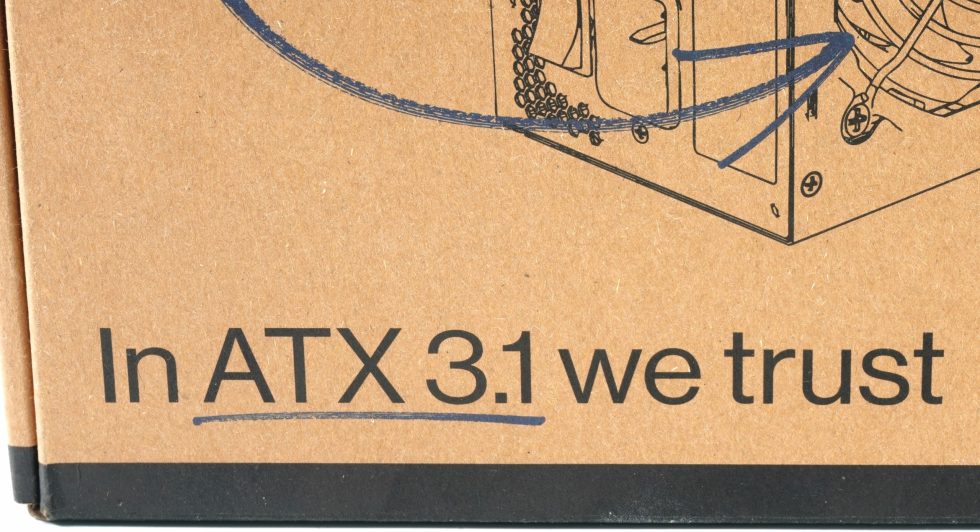 In ATX 3.1 we trust